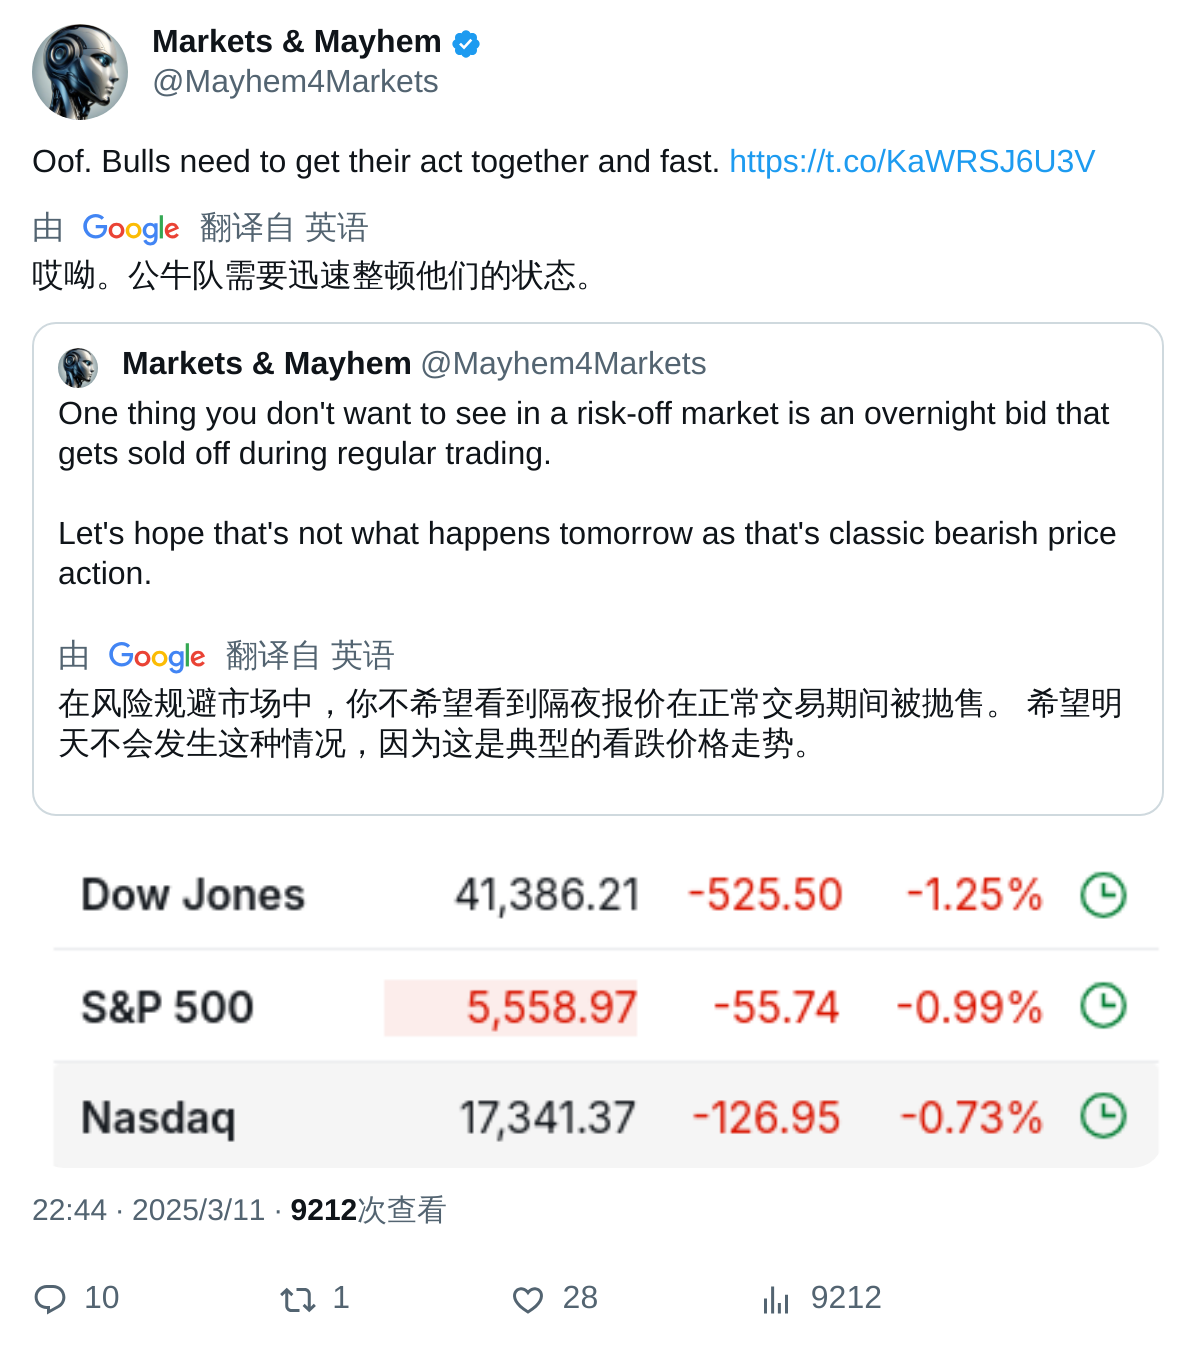 Markets & Mayhem
@Mayhem4Markets
Oof. Bulls need to get their act together and fast. https://t.co/KaWRSJ6U3V
由 Google 翻译自 英语
哎呦。公牛队需要迅速整顿他们的状态。
Markets & Mayhem @Mayhem4Markets
One thing you don't want to see in a risk-off market is an overnight bid that
gets sold off during regular trading.
Let's hope that's not what happens tomorrow as that's classic bearish price
action.
由 Google 翻译自 英语
在风险规避市场中，你不希望看到隔夜报价在正常交易期间被抛售。 希望明
天不会发生这种情况，因为这是典型的看跌价格走势。
Dow Jones 41,386.21 -525.50 -1.25%
S&P 500 5,558.97 -55.74 -0.99%
Nasdaq 17,341.37 -126.95 -0.73%
22:44 · 2025/3/11 · 9212次查看
10 1 28 9212